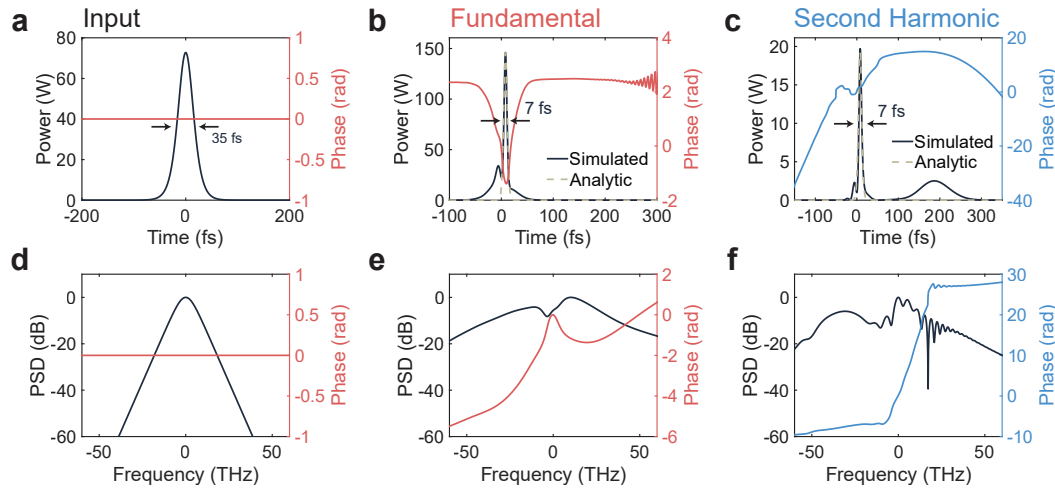 a Input
80
60
40
20
0
Power (W)
-200 0 200
Time (fs)
1
0.5
0
-0.5
-1
Phase (rad)
35 fs
b Fundamental
150
100
50
0
Power (W)
-100 0 100 200 300
Time (fs)
4
2
0
-2
Phase (rad)
7 fs
Simulated
Analytic
c Second Harmonic
20
15
10
5
0
Power (W)
-100 0 100 200 300
Time (fs)
20
0
-20
-40
Phase (rad)
7 fs
Simulated
Analytic
d
0
-20
-40
-60
PSD (dB)
-50 0 50
Frequency (THz)
1
0.5
0
-0.5
-1
Phase (rad)
e
0
-20
-40
-60
PSD (dB)
-50 0 50
Frequency (THz)
2
0
-2
-4
-6
Phase (rad)
f
0
-20
-40
-60
PSD (dB)
-50 0 50
Frequency (THz)
30
20
10
0
-10
Phase (rad)